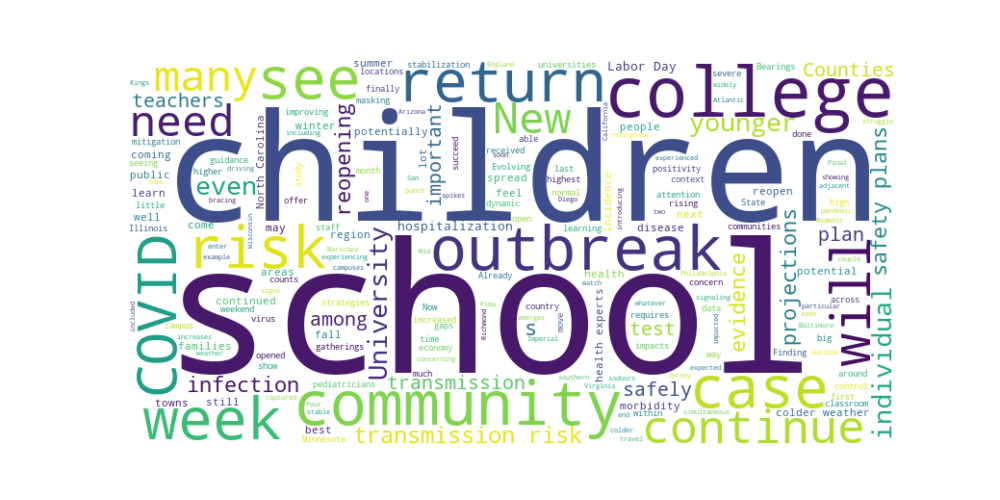 Kings
many
see
summer
locations
finally
stabilization
masking
England
universities
return
Labor Day
people
college
severe
widely
Bearings
Atlantic
Counties
struggle
teachers
mitigation
need
coming
public
seeing
improving
including
winter
North Carolina
reopening
potentially
Arizona
lot
able
important
succeed
New
received
soon
Evolving
spread
California
resurgence
younger
done
guidance
driving
even
higher
study
month
San
punch
feel
dynamic
last
highest
normal
Diego
incidence
experienced
positivity
context
attention
rising
Pinal
showing
adjacent
individual safety plans
learn
York
little
well
Illinois
bracing
offer
one
spikes
children
open
learning
disease
introducing
reopen
State
next
two
communities
high
pandemic
Midwest
come
enter
example
Wisconsin
may
staff
region
hospitalization
outbreak
plan
couple
COVID
included
risk
areas
counts
signs
Maricopa
experiencing
campuses
University
Mid
Already
health
watch
Philadelphia
concern
signaling
data
evidence
projections
potential
across
particular
soon
Baltimore
Will
continued
weekend
campus
virus
families
increases
weather
strategies
among
fall
gatherings
school
Now
increased
time
economy
concerning
gaps
Pima
Richmond
emerges
country
Imperial
s
health experts
move
whatever
requires
test
impacts
way
impacted
expected
Jersey
big
Finding
Outlook
around
control
first
classroom
infection
towns
still
opened
show
captured
pediatricians
four
stable
much
transmission
southern
Virginia
indoors
end
travel
safely
morbidity
within
colder
simultaneous
case
colder weather
week
best
Minnesota
community
transmission risk
continue